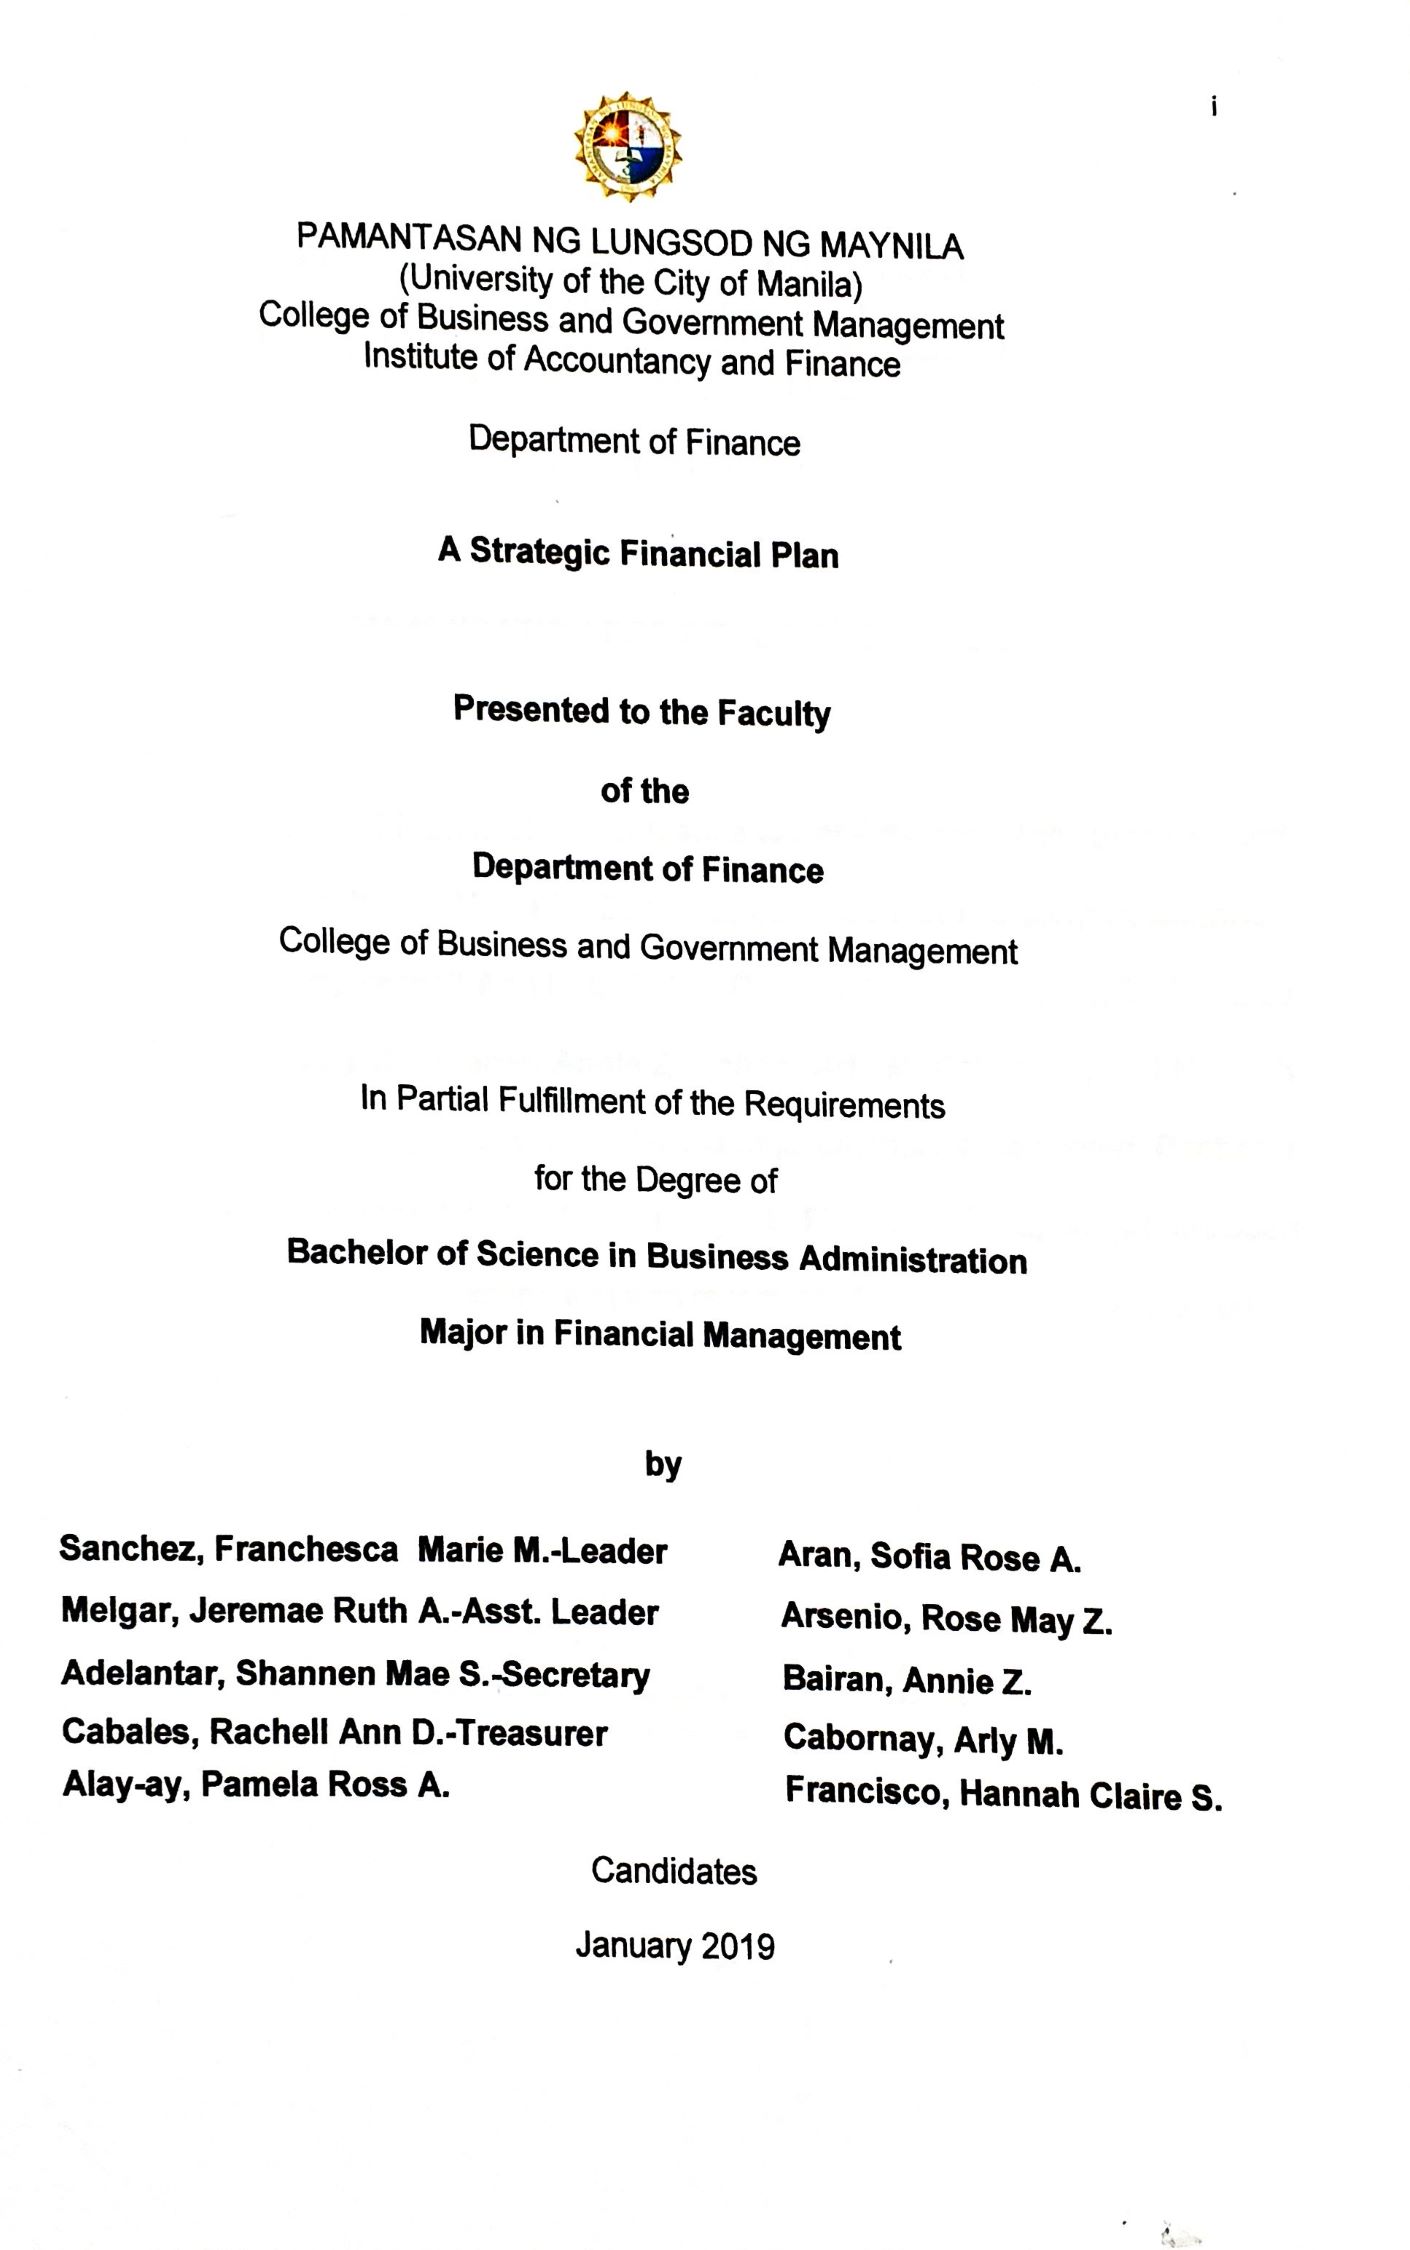 i
PAMANTASAN NG LUNGSOD NG MAYNILA
(University of the City of Manila)
College of Business and Government Management
Institute of Accountancy and Finance
Department of Finance
A Strategic Financial Plan
Presented to the Faculty
of the
Department of Finance
College of Business and Government Management
In Partial Fulfillment of the Requirements
for the Degree of
Bachelor of Science in Business Administration
Major in Financial Management
by
Sanchez, Franchesca Marie M.-Leader
Melgar, Jeremae Ruth A.-Asst. Leader
Adelantar, Shannen Mae S.-Secretary
Cabales, Rachell Ann D.-Treasurer
Alay-ay, Pamela Ross A.
Aran, Sofia Rose A.
Arsenio, Rose May Z.
Bairan, Annie Z.
Cabornay, Arly M.
Francisco, Hannah Claire S.
Candidates
January 2019